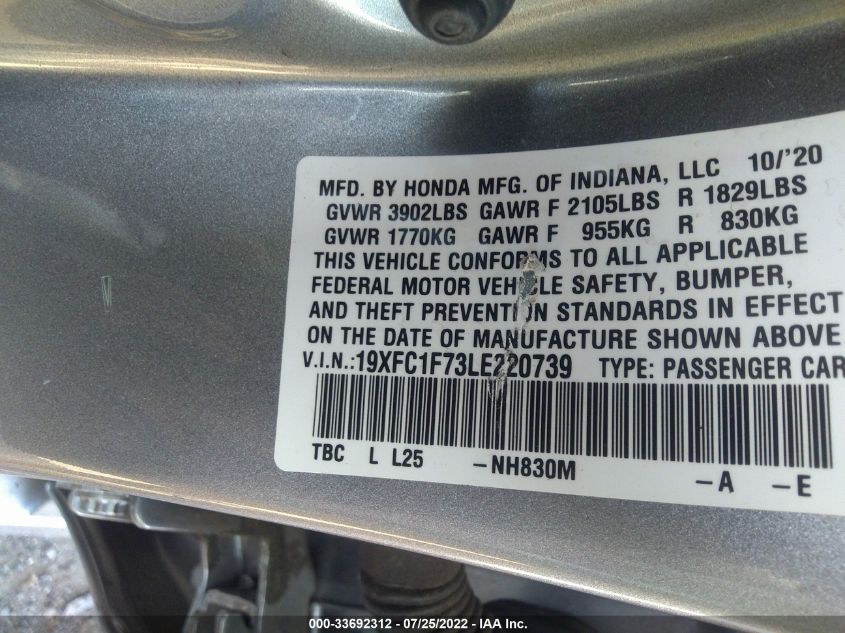 MFD. BY HONDA MFG. OF INDIANA, LLC 10/'20
GVWR 3902LBS GAWR F 2105LBS R 1829LBS
GVWR 1770KG GAWR F 955KG R 830KG
THIS VEHICLE CONFORMS TO ALL APPLICABLE
FEDERAL MOTOR VEHICLE SAFETY, BUMPER,
AND THEFT PREVENTION STANDARDS IN EFFECT
ON THE DATE OF MANUFACTURE SHOWN ABOVE
V.I.N.:19XFC1F73LE220739 TYPE: PASSENGER CAR
TBC L L25 -NH830M -A -E
000-33692312 - 07/25/2022 - IAA Inc.